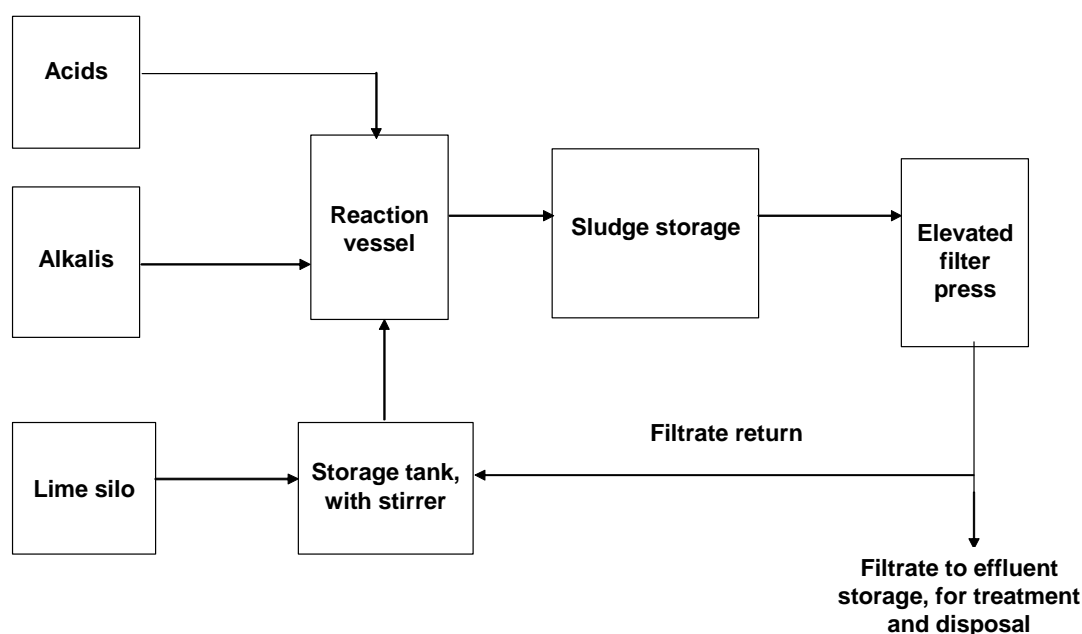 Acids
Alkalis
Reaction
vessel
Sludge storage
Elevated
filter
press
Lime silo
Storage tank,
with stirrer
Filtrate return
Filtrate to effluent
storage, for treatment
and disposal